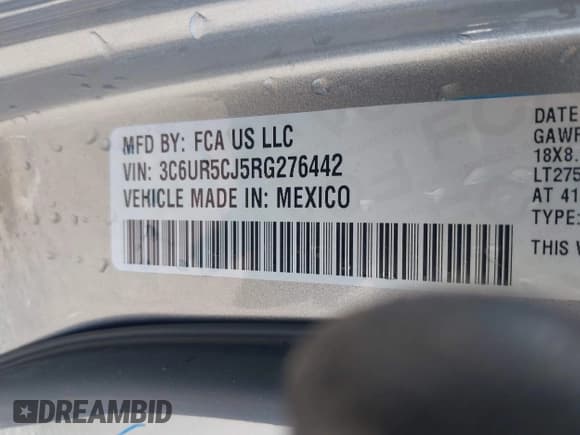 MFD BY: FCA US LLC
VIN: 3C6UR5CJ5RG276442
VEHICLE MADE IN: MEXICO
DATE
GAWF
18X8.
LT275
AT 41
TYPE:
THIS V
DREAMBID